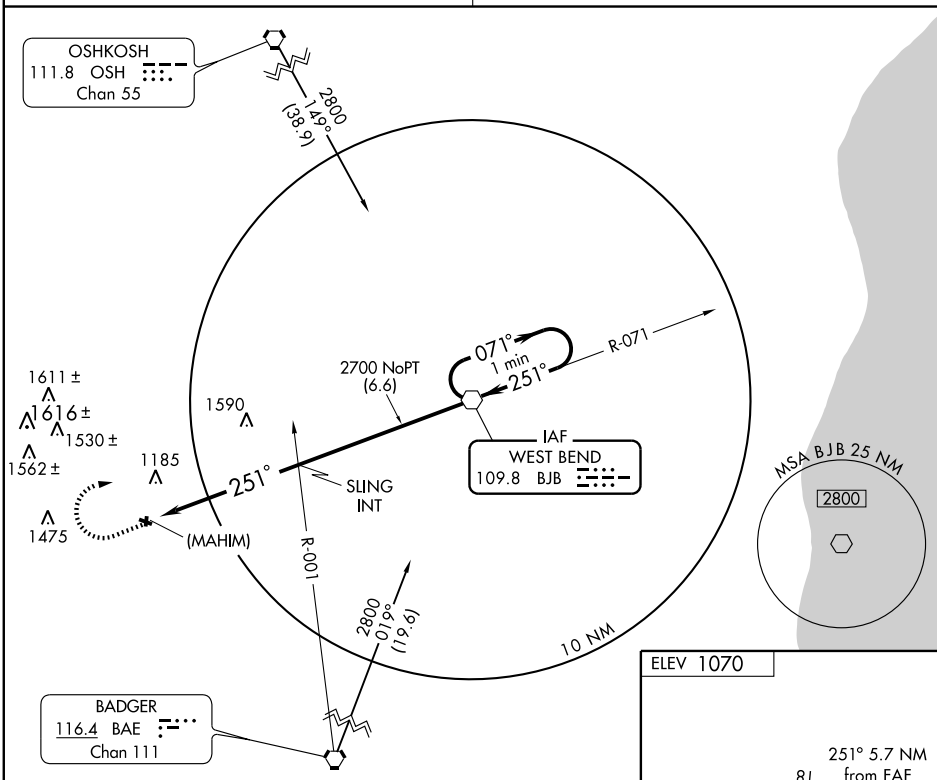 OSHKOSH
111.8 OSH
Chan 55
2800
149°
(38.9)
071°
1 min
251°
R-071
2700 NoPT
(6.6)
1611 ±
1616 ±
1530 ±
1562 ±
1590
1185
1475
IAF
WEST BEND
109.8 BJB
251°
SLING
INT
(MAHIM)
R-001
MSA BJB 25 NM
2800
2800
019°
(19.6)
10 NM
BADGER
116.4 BAE
Chan 111
ELEV 1070
251° 5.7 NM
from FAF